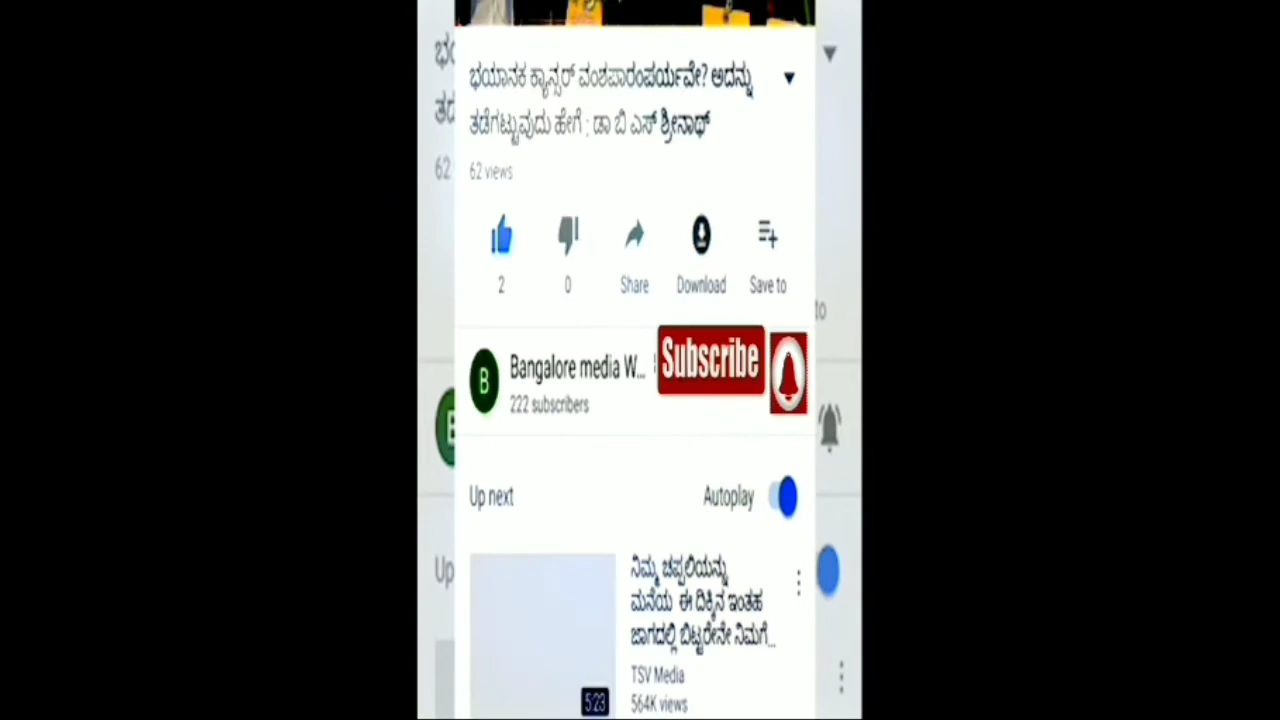 ಭಯಾನಕ ಕ್ಯಾನ್ಸರ್ ವಂಶಪಾರಂಪರ್ಯವೇ? ಅದನ್ನು
ತಡೆಗಟ್ಟುವುದು ಹೇಗೆ ; ಡಾ ಬಿ ಎಸ್ ಶ್ರೀನಾಥ್
62 views
2
0
Share
Download
Save to
Bangalore media W...
Subscribe
222 subscribers
Up next
Autoplay
ನಿಮ್ಮ ಚಪ್ಪಲಿಯನ್ನು
ಮನೆಯ ಈ ದಿಕ್ಕಿನ ಇಂತಹ
ಜಾಗದಲ್ಲಿ ಬಿಟ್ಟರೇನೇ ನಿಮಗೆ...
TSV Media
564K views
5:23